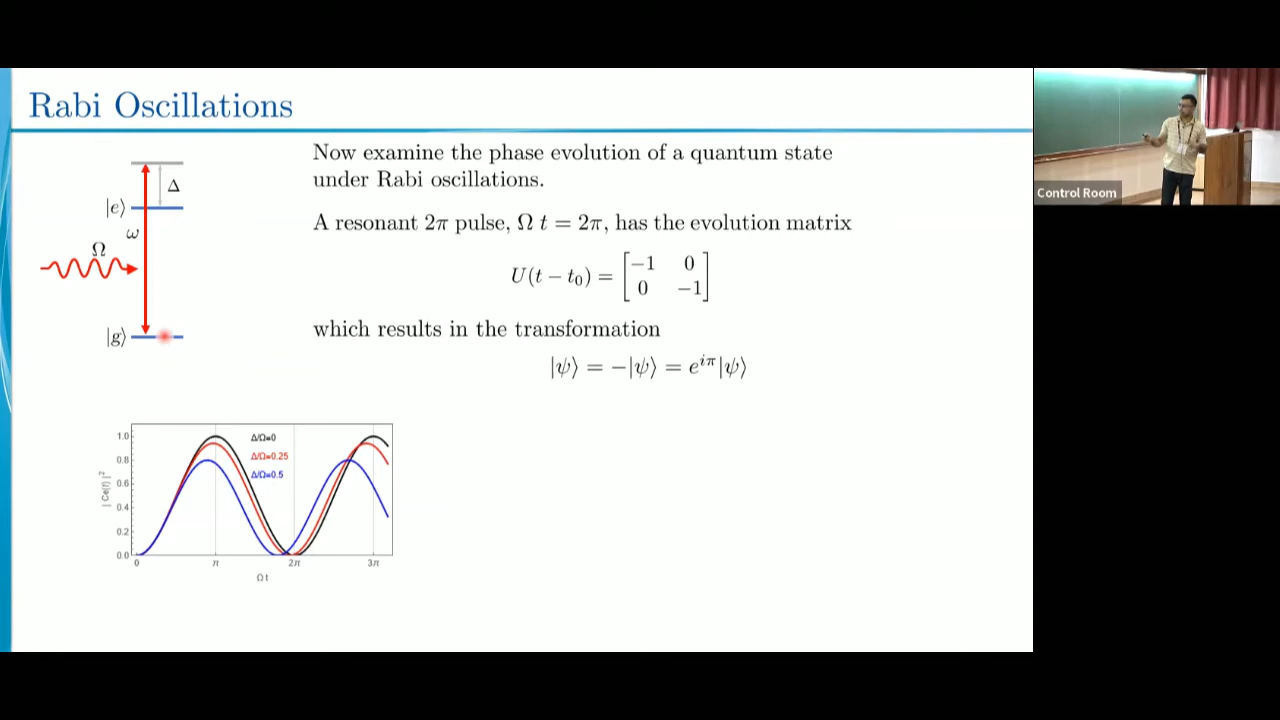 Rabi Oscillations
Now examine the phase evolution of a quantum state
under Rabi oscillations.
A resonant 2π pulse, Ω t = 2π, has the evolution matrix
U(t − t₀) = [−1 0
0 −1]
which results in the transformation
|ψ⟩ = −|ψ⟩ = e^{iπ}|ψ⟩
Δ
|e⟩
ω
Ω
|g⟩
1.0
0.8
0.6
0.4
0.2
0.0
| Ce(t) |²
Δ/Ω=0
Δ/Ω=0.25
Δ/Ω=0.5
0 π 2π 3π
Ω t
Control Room